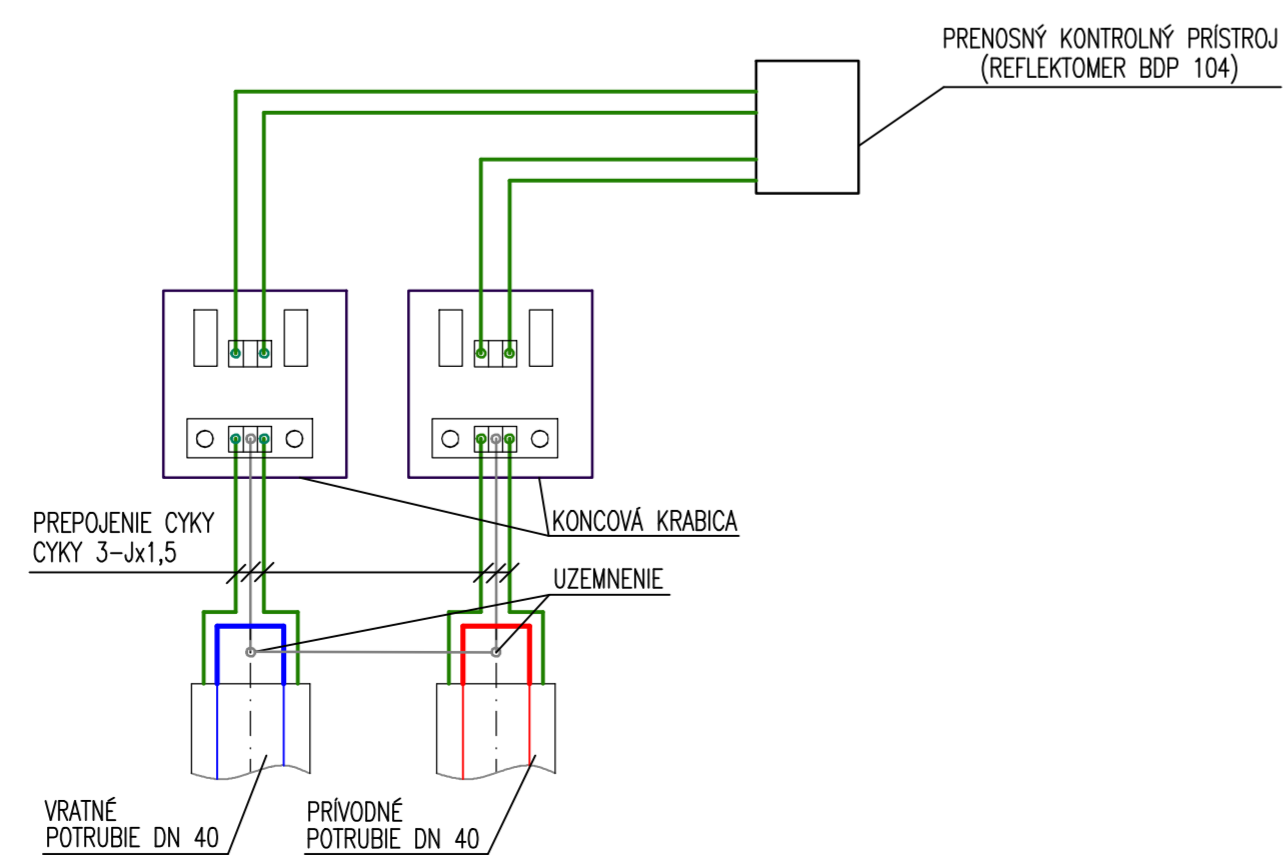 PRENOSNÝ KONTROLNÝ PRÍSTROJ
(REFLEKTOMER BDP 104)
PREPOJENIE CYKY
CYKY 3-Jx1,5
KONCOVÁ KRABICA
UZEMNENIE
VRATNÉ
POTRUBIE DN 40
PRÍVODNÉ
POTRUBIE DN 40